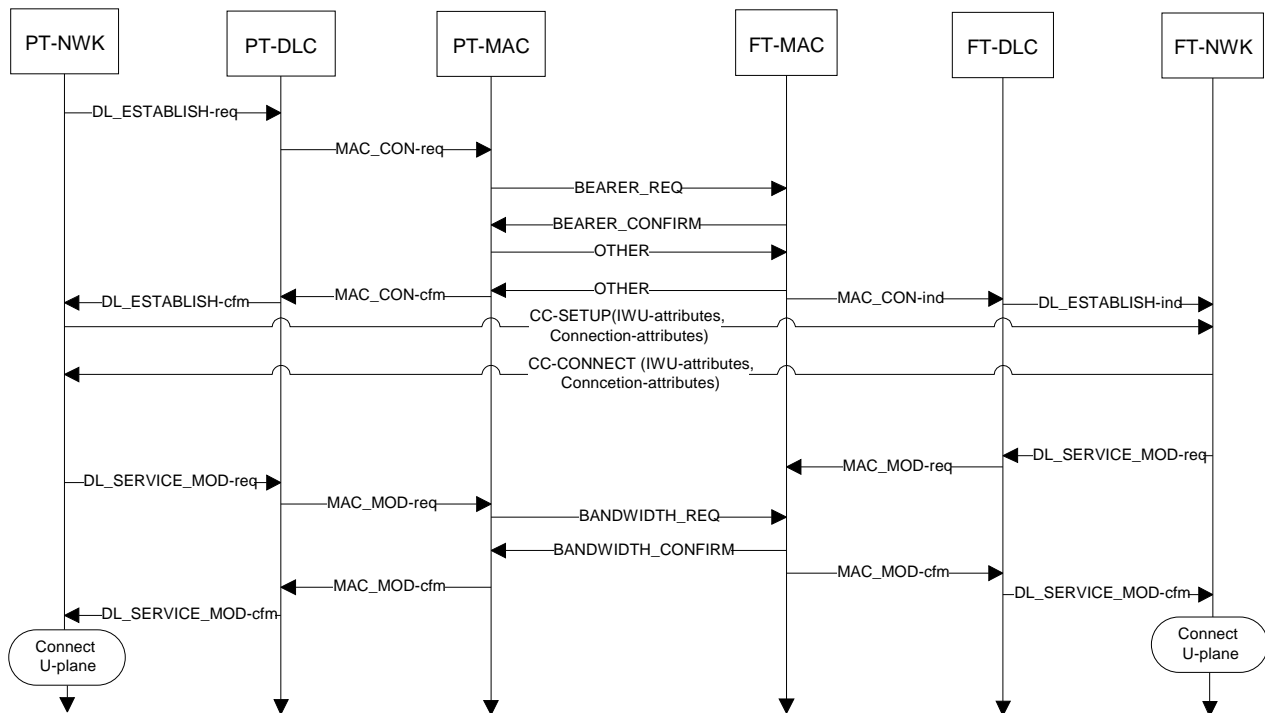 PT-NWK
PT-DLC
PT-MAC
FT-MAC
FT-DLC
FT-NWK
DL_ESTABLISH-req
MAC_CON-req
BEARER_REQ
BEARER_CONFIRM
OTHER
DL_ESTABLISH-cfm
MAC_CON-cfm
OTHER
MAC_CON-ind
DL_ESTABLISH-ind
CC-SETUP(IWU-attributes,
Connection-attributes)
CC-CONNECT (IWU-attributes,
Conncetion-attributes)
DL_SERVICE_MOD-req
MAC_MOD-req
DL_SERVICE_MOD-req
MAC_MOD-req
BANDWIDTH_REQ
BANDWIDTH_CONFIRM
MAC_MOD-cfm
MAC_MOD-cfm
DL_SERVICE_MOD-cfm
DL_SERVICE_MOD-cfm
Connect
U-plane
Connect
U-plane